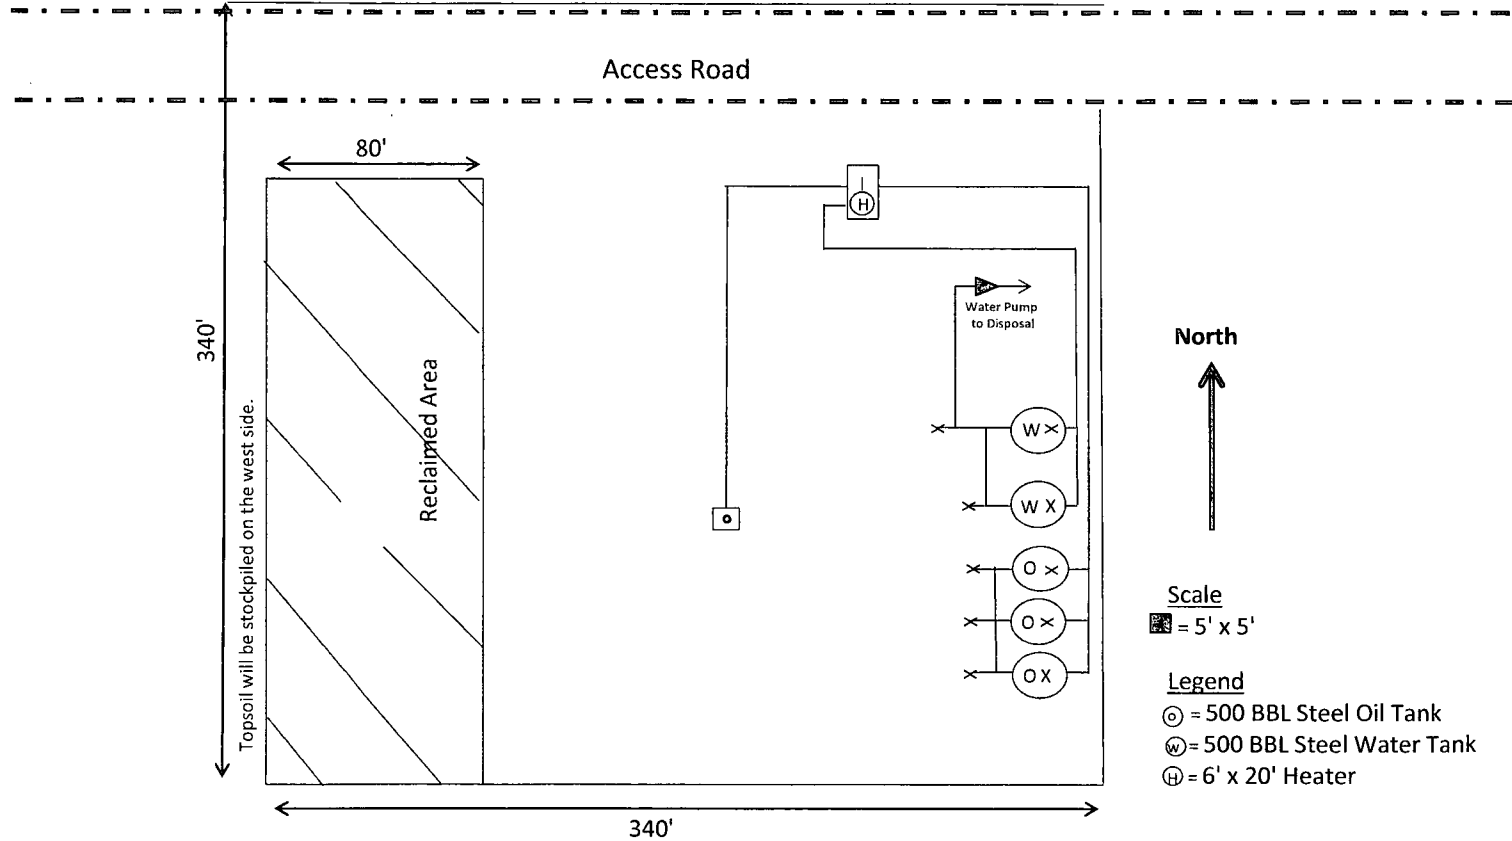 Access Road
80'
H
Water Pump
to Disposal
340'
North
Reclaimed Area
Topsoil will be stockpiled on the west side.
W X
W X
O X
O X
O X
Scale
= 5' x 5'
Legend
O = 500 BBL Steel Oil Tank
W = 500 BBL Steel Water Tank
H = 6' x 20' Heater
340'